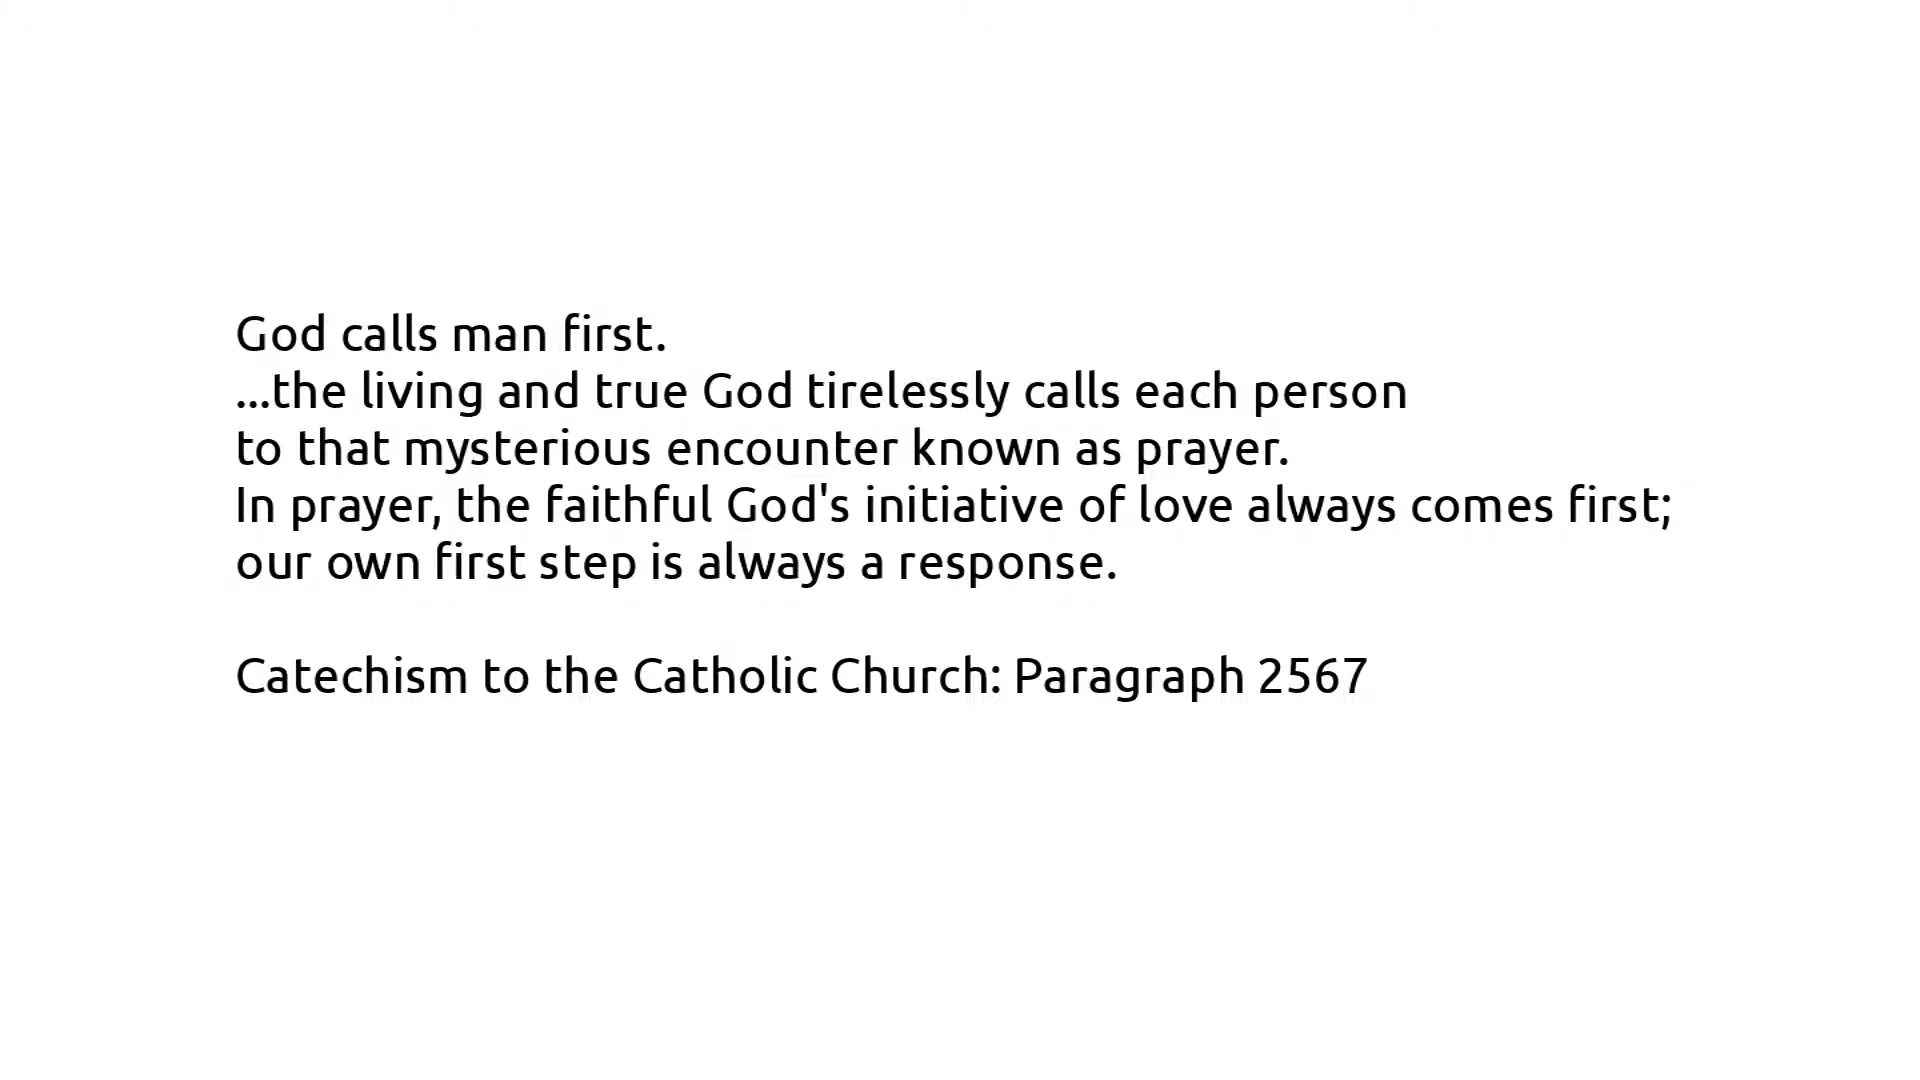 God calls man first.
...the living and true God tirelessly calls each person
to that mysterious encounter known as prayer.
In prayer, the faithful God's initiative of love always comes first;
our own first step is always a response.
Catechism to the Catholic Church: Paragraph 2567